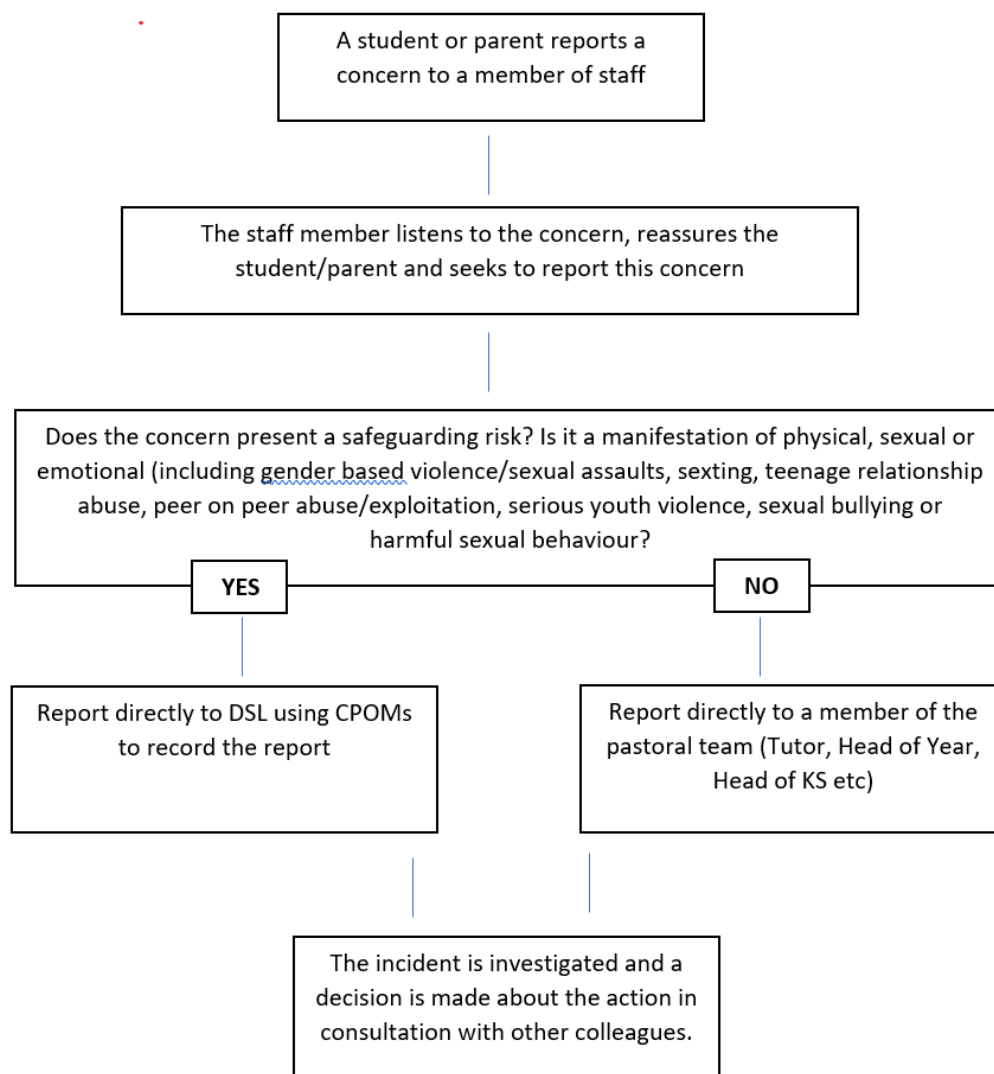 A student or parent reports a
concern to a member of staff
The staff member listens to the concern, reassures the
student/parent and seeks to report this concern
Does the concern present a safeguarding risk? Is it a manifestation of physical, sexual or
emotional (including gender based violence/sexual assaults, sexting, teenage relationship
abuse, peer on peer abuse/exploitation, serious youth violence, sexual bullying or
harmful sexual behaviour?
YES
NO
Report directly to DSL using CPOMs
to record the report
Report directly to a member of the
pastoral team (Tutor, Head of Year,
Head of KS etc)
The incident is investigated and a
decision is made about the action in
consultation with other colleagues.